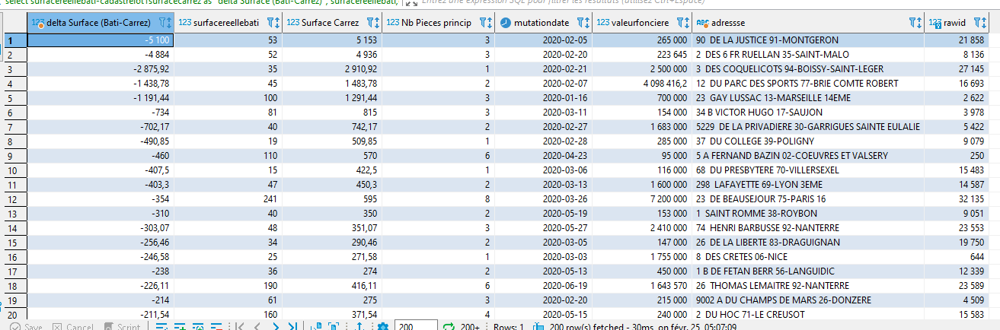 select surfacereellebati-cadastrelot1surfacecarrez as "delta Surface (Bati-Carrez)", surfacereellebati, Entrez une expression SQL pour filtrer les résultats (utilisez Ctrl+Espace)
123 delta Surface (Bati-Carrez) 123 surfacereellebati 123 Surface Carrez 123 Nb Pieces princip mutationdate 123 valeurfonciere ABC adressse 123 rawid
1 -5 100 53 5 153 3 2020-02-05 265 000 90 DE LA JUSTICE 91-MONTGERON 21 858
2 -4 884 52 4 936 3 2020-02-20 223 645 2 DES 6 FR RUELLAN 35-SAINT-MALO 8 136
3 -2 875,92 35 2 910,92 1 2020-02-21 2 500 000 3 DES COQUELICOTS 94-BOISSY-SAINT-LEGER 27 145
4 -1 438,78 45 1 483,78 2 2020-02-07 4 098 416,2 12 DU PARC DES SPORTS 77-BRIE COMTE ROBERT 16 693
5 -1 191,44 100 1 291,44 3 2020-01-16 700 000 23 GAY LUSSAC 13-MARSEILLE 14EME 2 622
6 -734 81 815 3 2020-03-11 154 000 34 B VICTOR HUGO 17-SAUJON 3 978
7 -702,17 40 742,17 2 2020-02-27 1 683 000 5229 DE LA PRIVADIERE 30-GARRIGUES SAINTE EULALIE 5 422
8 -490,85 19 509,85 1 2020-02-28 285 000 37 DU COLLEGE 39-POLIGNY 9 079
9 -460 110 570 6 2020-04-23 95 000 5 A FERNAND BAZIN 02-COEUVRES ET VALSERY 250
10 -407,5 15 422,5 1 2020-03-06 116 000 68 DU PRESBYTERE 70-VILLERSEXEL 15 483
11 -403,3 47 450,3 2 2020-03-13 1 600 000 298 LAFAYETTE 69-LYON 3EME 14 587
12 -354 241 595 8 2020-03-26 7 200 000 23 DE BEAUSEJOUR 75-PARIS 16 32 135
13 -310 40 350 2 2020-05-19 153 000 1 SAINT ROMME 38-ROYBON 9 051
14 -303,07 48 351,07 3 2020-05-27 2 410 000 74 HENRI BARBUSSE 92-NANTERRE 23 553
15 -256,46 34 290,46 2 2020-03-05 147 000 26 DE LA LIBERTE 83-DRAGUIGNAN 19 750
16 -246,58 25 271,58 1 2020-03-03 1 755 000 8 DES CRETES 06-NICE 644
17 -238 36 274 2 2020-05-13 450 000 1 B DE FETAN BERR 56-LANGUIDIC 12 339
18 -226,11 190 416,11 6 2020-06-19 1 643 570 26 THOMAS LEMAITRE 92-NANTERRE 23 589
19 -214 61 275 3 2020-02-20 215 000 9002 A DU CHAMPS DE MARS 26-DONZERE 4 509
20 -211,54 160 371,54 4 2020-05-15 240 000 2 DU HOC 71-LE CREUSOT 15 583
Save Cancel Script 200 200+ Rows: 1 200 row(s) fetched - 30ms, on févr. 25, 05:07:09